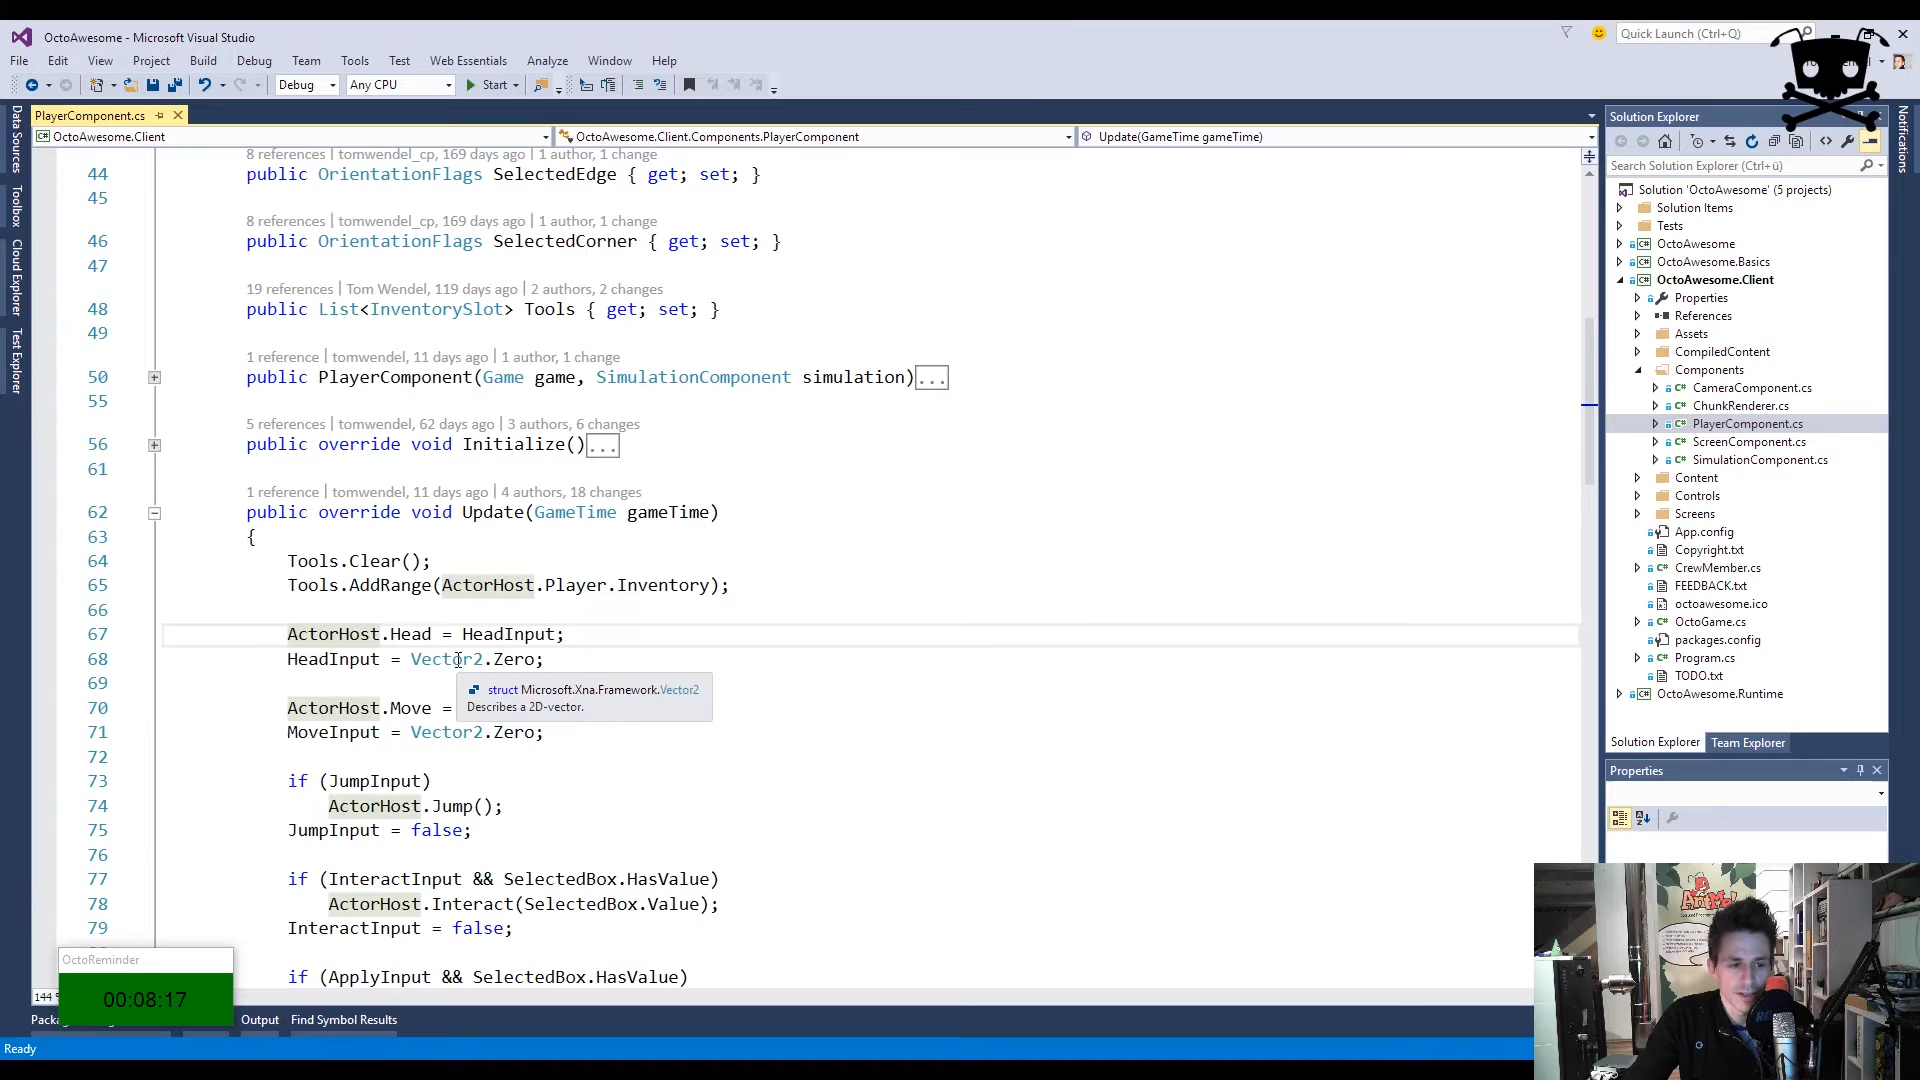 OctoAwesome - Microsoft Visual Studio
Quick Launch (Ctrl+Q)
File Edit View Project Build Debug Team Tools Test Web Essentials Analyze Window Help
Debug Any CPU Start
PlayerComponent.cs
OctoAwesome.Client OctoAwesome.Client.Components.PlayerComponent Update(GameTime gameTime)
Data Sources
Toolbox
Cloud Explorer
Test Explorer
8 references | tomwendel_cp, 169 days ago | 1 author, 1 change
44 public OrientationFlags SelectedEdge { get; set; }
45
8 references | tomwendel_cp, 169 days ago | 1 author, 1 change
46 public OrientationFlags SelectedCorner { get; set; }
47
19 references | Tom Wendel, 119 days ago | 2 authors, 2 changes
48 public List<InventorySlot> Tools { get; set; }
49
1 reference | tomwendel, 11 days ago | 1 author, 1 change
50 public PlayerComponent(Game game, SimulationComponent simulation)...
55
5 references | tomwendel, 62 days ago | 3 authors, 6 changes
56 public override void Initialize()...
61
1 reference | tomwendel, 11 days ago | 4 authors, 18 changes
62 public override void Update(GameTime gameTime)
63 {
64 Tools.Clear();
65 Tools.AddRange(ActorHost.Player.Inventory);
66
67 ActorHost.Head = HeadInput;
68 HeadInput = Vector2.Zero;
69
struct Microsoft.Xna.Framework.Vector2
Describes a 2D-vector.
70 ActorHost.Move =
71 MoveInput = Vector2.Zero;
72
73 if (JumpInput)
74 ActorHost.Jump();
75 JumpInput = false;
76
77 if (InteractInput && SelectedBox.HasValue)
78 ActorHost.Interact(SelectedBox.Value);
79 InteractInput = false;
if (ApplyInput && SelectedBox.HasValue)
144 %
OctoReminder
00:08:17
Output Find Symbol Results
Ready
Solution Explorer
Search Solution Explorer (Ctrl+ü)
Solution 'OctoAwesome' (5 projects)
Solution Items
Tests
OctoAwesome
OctoAwesome.Basics
OctoAwesome.Client
Properties
References
Assets
CompiledContent
Components
CameraComponent.cs
ChunkRenderer.cs
PlayerComponent.cs
ScreenComponent.cs
SimulationComponent.cs
Content
Controls
Screens
App.config
Copyright.txt
CrewMember.cs
FEEDBACK.txt
octoawesome.ico
OctoGame.cs
packages.config
Program.cs
TODO.txt
OctoAwesome.Runtime
Solution Explorer Team Explorer
Properties
Notifications